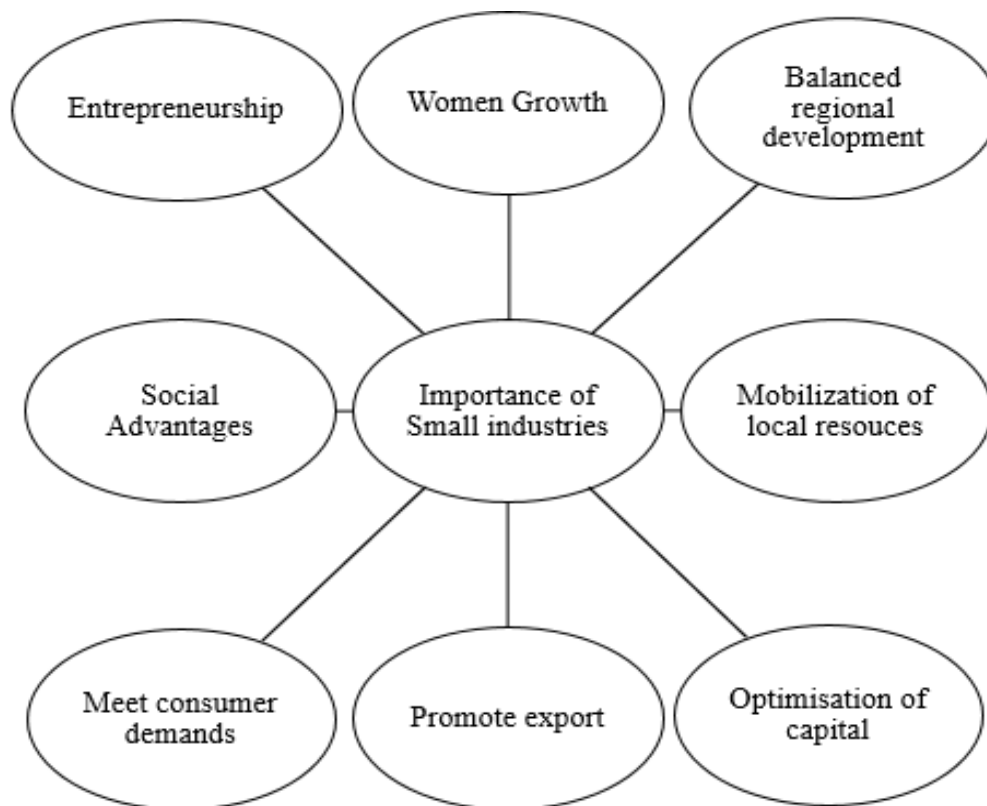 Entrepreneurship
Women Growth
Balanced
regional
development
Social
Advantages
Importance of
Small industries
Mobilization of
local resouces
Meet consumer
demands
Promote export
Optimisation of
capital